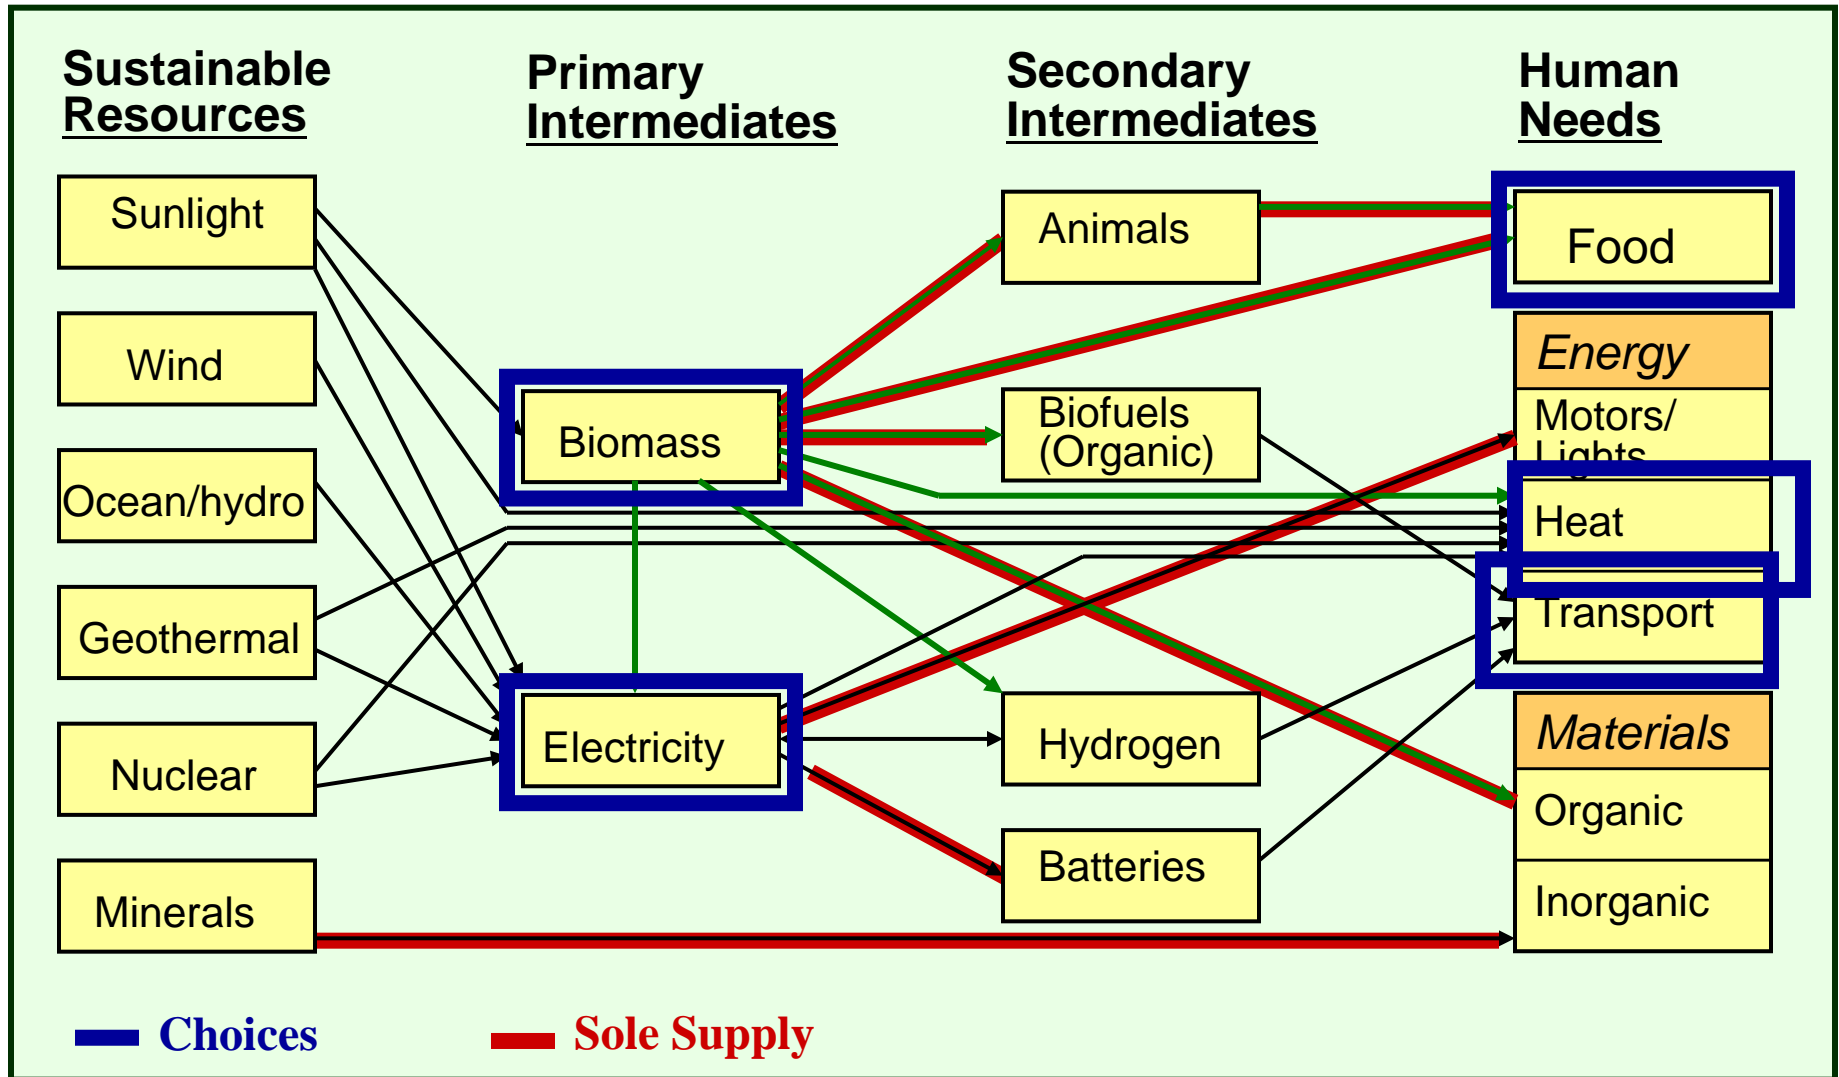 Sustainable
Resources
Primary
Intermediates
Secondary
Intermediates
Human
Needs
Sunlight
Wind
Ocean/hydro
Geothermal
Nuclear
Minerals
Biomass
Electricity
Animals
Biofuels
(Organic)
Hydrogen
Batteries
Food
Energy
Motors/
Lights
Heat
Transport
Materials
Organic
Inorganic
Choices
Sole Supply